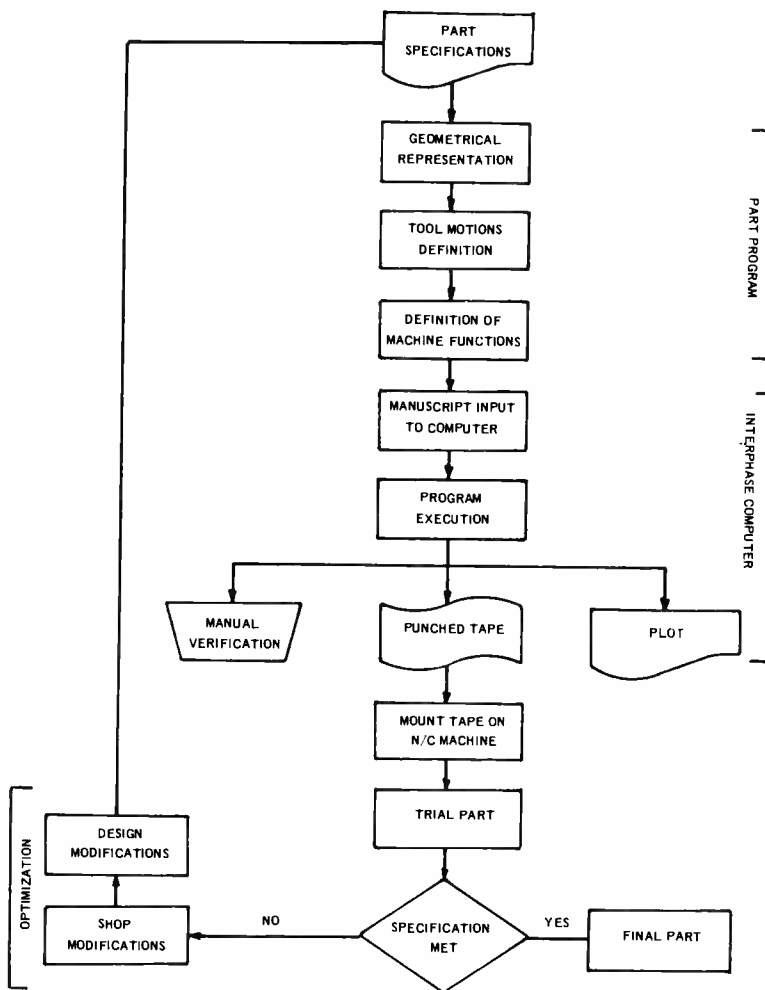 PART
SPECIFICATIONS
GEOMETRICAL
REPRESENTATION
TOOL MOTIONS
DEFINITION
DEFINITION OF
MACHINE FUNCTIONS
PART PROGRAM
MANUSCRIPT INPUT
TO COMPUTER
PROGRAM
EXECUTION
INTERPHASE COMPUTER
MANUAL
VERIFICATION
PUNCHED TAPE
PLOT
MOUNT TAPE ON
N/C MACHINE
TRIAL PART
DESIGN
MODIFICATIONS
OPTIMIZATION
SHOP
MODIFICATIONS
NO
SPECIFICATION
MET
YES
FINAL PART